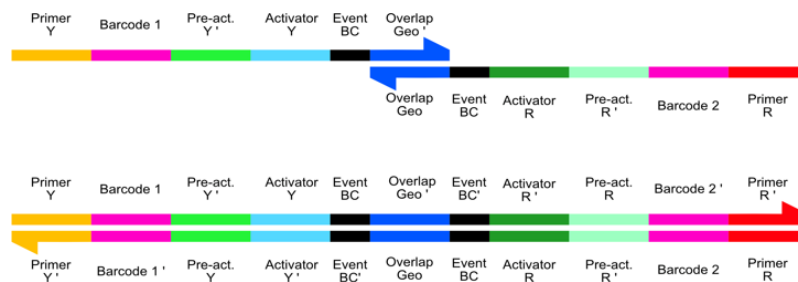 Primer Barcode 1 Pre-act. Activator Event Overlap
Y Y ' Y BC Geo '
Overlap Event Activator Pre-act. Barcode 2 Primer
Geo BC R R ' R
Primer Barcode 1 Pre-act. Activator Event Overlap Event Activator Pre-act. Barcode 2 ' Primer
Y Y ' Y BC Geo ' BC' R ' R R '
Primer Barcode 1 ' Pre-act. Activator Event Overlap Event Activator Pre-act. Barcode 2 Primer
Y ' Y Y ' BC' Geo BC R R ' R